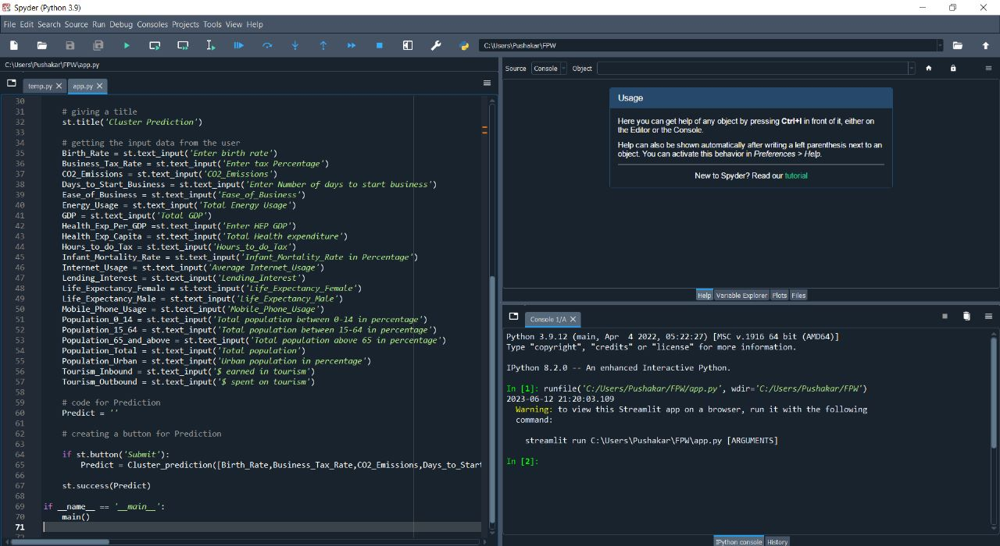 Spyder (Python 3.9)
File Edit Search Source Run Debug Consoles Projects Tools View Help
C:\Users\Pushakar\FPW
C:\Users\Pushakar\FPW\app.py
temp.py
app.py
30
31 # giving a title
32 st.title('Cluster Prediction')
33
34 # getting the input data from the user
35 Birth_Rate = st.text_input('Enter birth rate')
36 Business_Tax_Rate = st.text_input('Enter tax Percentage')
37 CO2_Emissions = st.text_input('CO2_Emissions')
38 Days_to_Start_Business = st.text_input('Enter Number of days to start business')
39 Ease_of_Business = st.text_input('Ease_of_Business')
40 Energy_Usage = st.text_input('Total Energy Usage')
41 GDP = st.text_input('Total GDP')
42 Health_Exp_Per_GDP =st.text_input('Enter HEP GDP')
43 Health_Exp_Capita = st.text_input('Total Health expenditure')
44 Hours_to_do_Tax = st.text_input('Hours_to_do_Tax')
45 Infant_Mortality_Rate = st.text_input('Infant_Mortality_Rate in Percentage')
46 Internet_Usage = st.text_input('Average Internet_Usage')
47 Lending_Interest = st.text_input('Lending_Interest')
48 Life_Expectancy_Female = st.text_input('Life_Expectancy_Female')
49 Life_Expectancy_Male = st.text_input('Life_Expectancy_Male')
50 Mobile_Phone_Usage = st.text_input('Mobile_Phone_Usage')
51 Population_0_14 = st.text_input('Total population between 0-14 in percentage')
52 Population_15_64 = st.text_input('Total population between 15-64 in percentage')
53 Population_65_and_above = st.text_input('Total population above 65 in percentage')
54 Population_Total = st.text_input('Total population')
55 Population_Urban = st.text_input('Urban population in percentage')
56 Tourism_Inbound = st.text_input('$ earned in tourism')
57 Tourism_Outbound = st.text_input('$ spent on tourism')
58
59 # code for Prediction
60 Predict = ''
61
62 # creating a button for Prediction
63
64 if st.button('Submit'):
65 Predict = Cluster_prediction([Birth_Rate,Business_Tax_Rate,CO2_Emissions,Days_to_Start
66
67 st.success(Predict)
68
69 if __name__ == '__main__':
70 main()
71
72
Source Console Object
Usage
Here you can get help of any object by pressing Ctrl+I in front of it, either on
the Editor or the Console.
Help can also be shown automatically after writing a left parenthesis next to an
object. You can activate this behavior in Preferences > Help.
New to Spyder? Read our tutorial
Help Variable Explorer Plots Files
Console 1/A
Python 3.9.12 (main, Apr 4 2022, 05:22:27) [MSC v.1916 64 bit (AMD64)]
Type "copyright", "credits" or "license" for more information.
IPython 8.2.0 -- An enhanced Interactive Python.
In [1]: runfile('C:/Users/Pushakar/FPW/app.py', wdir='C:/Users/Pushakar/FPW')
2023-06-12 21:20:03.109
Warning: to view this Streamlit app on a browser, run it with the following
command:
streamlit run C:\Users\Pushakar\FPW\app.py [ARGUMENTS]
In [2]:
IPython console History